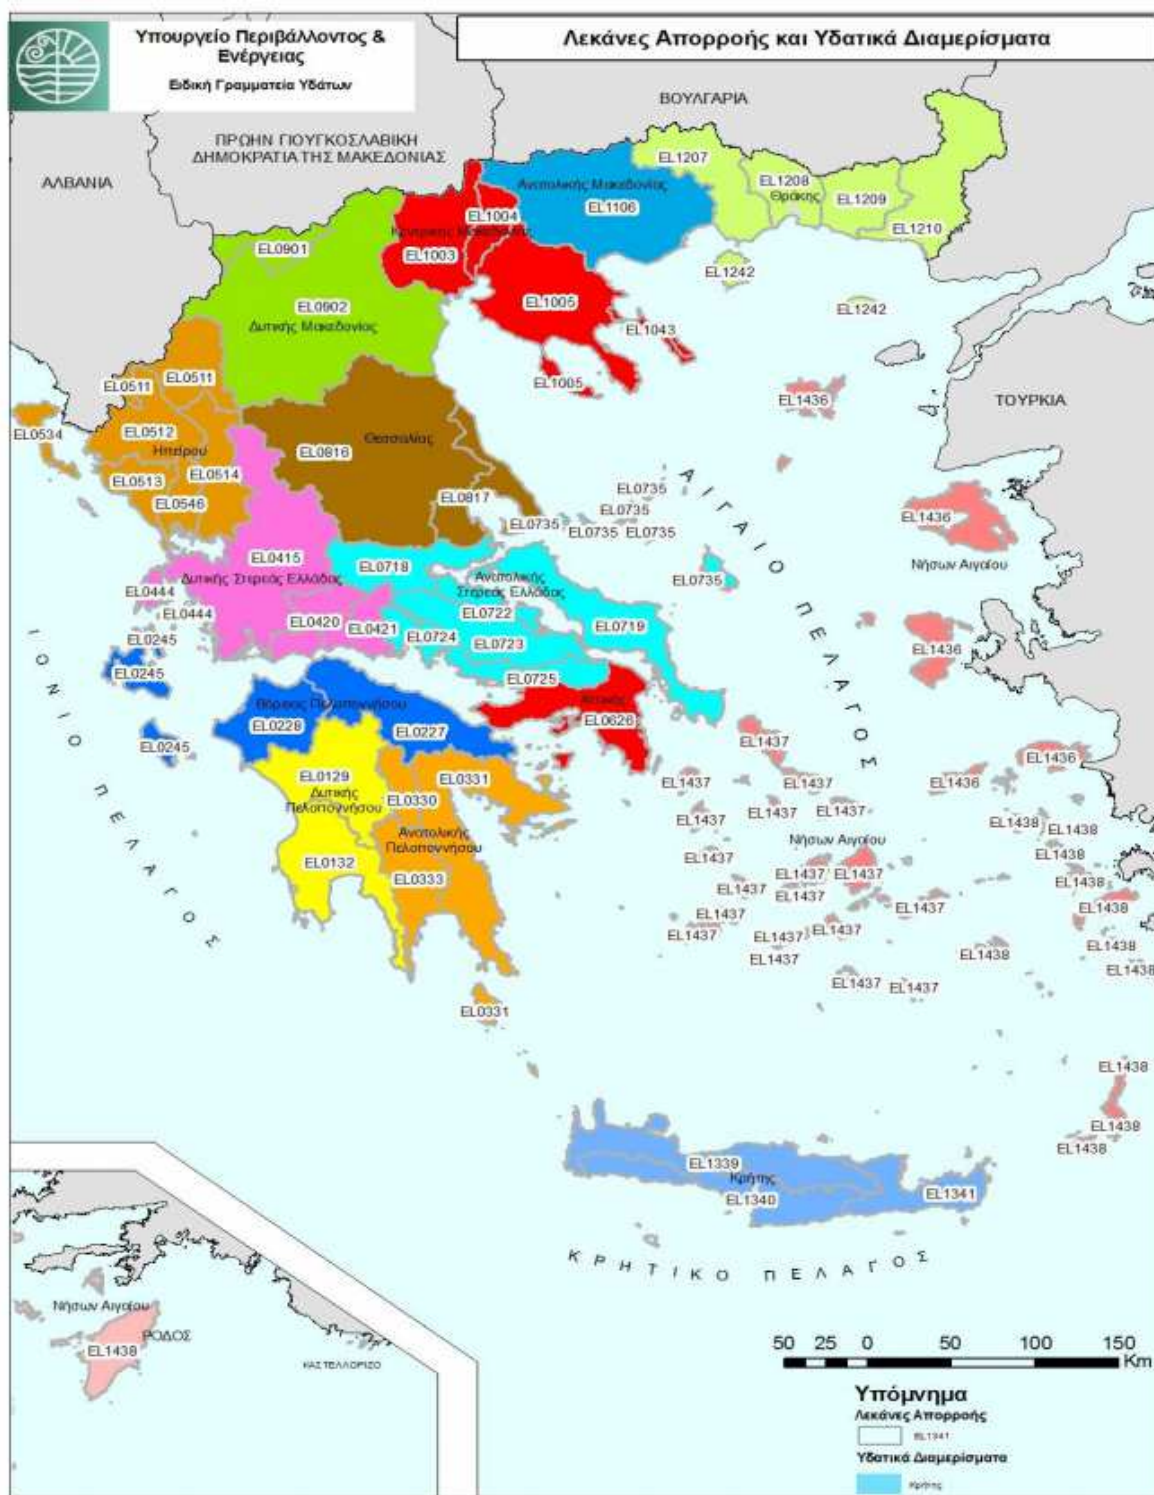 Υπουργείο Περιβάλλοντος &
Ενέργειας
Ειδική Γραμματεία Υδάτων
Λεκάνες Απορροής και Υδατικά Διαμερίσματα
ΒΟΥΛΓΑΡΙΑ
ΠΡΩΗΝ ΓΙΟΥΓΚΟΣΛΑΒΙΚΗ
ΔΗΜΟΚΡΑΤΙΑ ΤΗΣ ΜΑΚΕΔΟΝΙΑΣ
ΑΛΒΑΝΙΑ
EL1207
Ανατολικής Μακεδονίας
EL1106
EL1208
Θράκης
EL1209
EL1210
EL1004
Κεντρικής Μακεδονίας
EL1003
EL0901
EL1242
EL0902
Δυτικής Μακεδονίας
EL1005
EL1242
EL1043
EL0511
EL0511
EL1005
EL1436
ΤΟΥΡΚΙΑ
EL0534
EL0512
Ηπείρου
EL0816
Θεσσαλίας
EL0513
EL0514
EL0546
EL0817
ΑΙΓΑΙΟ ΠΕΛΑΓΟΣ
EL0735
EL0735
EL0735
EL0735
EL0735
EL1436
EL0415
Δυτικής Στερεάς Ελλάδας
EL0718
Ανατολικής
Στερεάς Ελλάδας
EL0735
Νήσων Αιγαίου
EL0444
EL0444
EL0722
EL0420
EL0421
EL0724
EL0723
EL0719
EL0245
EL0245
EL1436
ΙΟΝΙΟ ΠΕΛΑΓΟΣ
EL0725
Βόρειας Πελοποννήσου
EL0228
EL0227
Αττικής
EL0626
EL0245
EL1437
EL1436
EL0129
Δυτικής
Πελοποννήσου
EL0330
EL0331
EL1437
EL1437
EL1436
EL1437
EL1437
EL1437
EL1438
EL1438
Ανατολικής
Πελοποννήσου
Νήσων Αιγαίου
EL0132
EL0333
EL1437
EL1437
EL1437
EL1438
EL1437
EL1437
EL1438
EL1437
EL1437
EL1438
EL1437
EL1437
EL1437
EL1437
EL1438
EL1438
EL1438
EL1437
EL1437
EL0331
EL1438
EL1438
EL1438
EL1339
Κρήτης
EL1340
EL1341
ΚΡΗΤΙΚΟ ΠΕΛΑΓΟΣ
Νήσων Αιγαίου
ΡΟΔΟΣ
EL1438
ΚΑΣΤΕΛΛΟΡΙΖΟ
50 25 0 50 100 150
Km
Υπόμνημα
Λεκάνες Απορροής
EL1341
Υδατικά Διαμερίσματα
Κρήτης